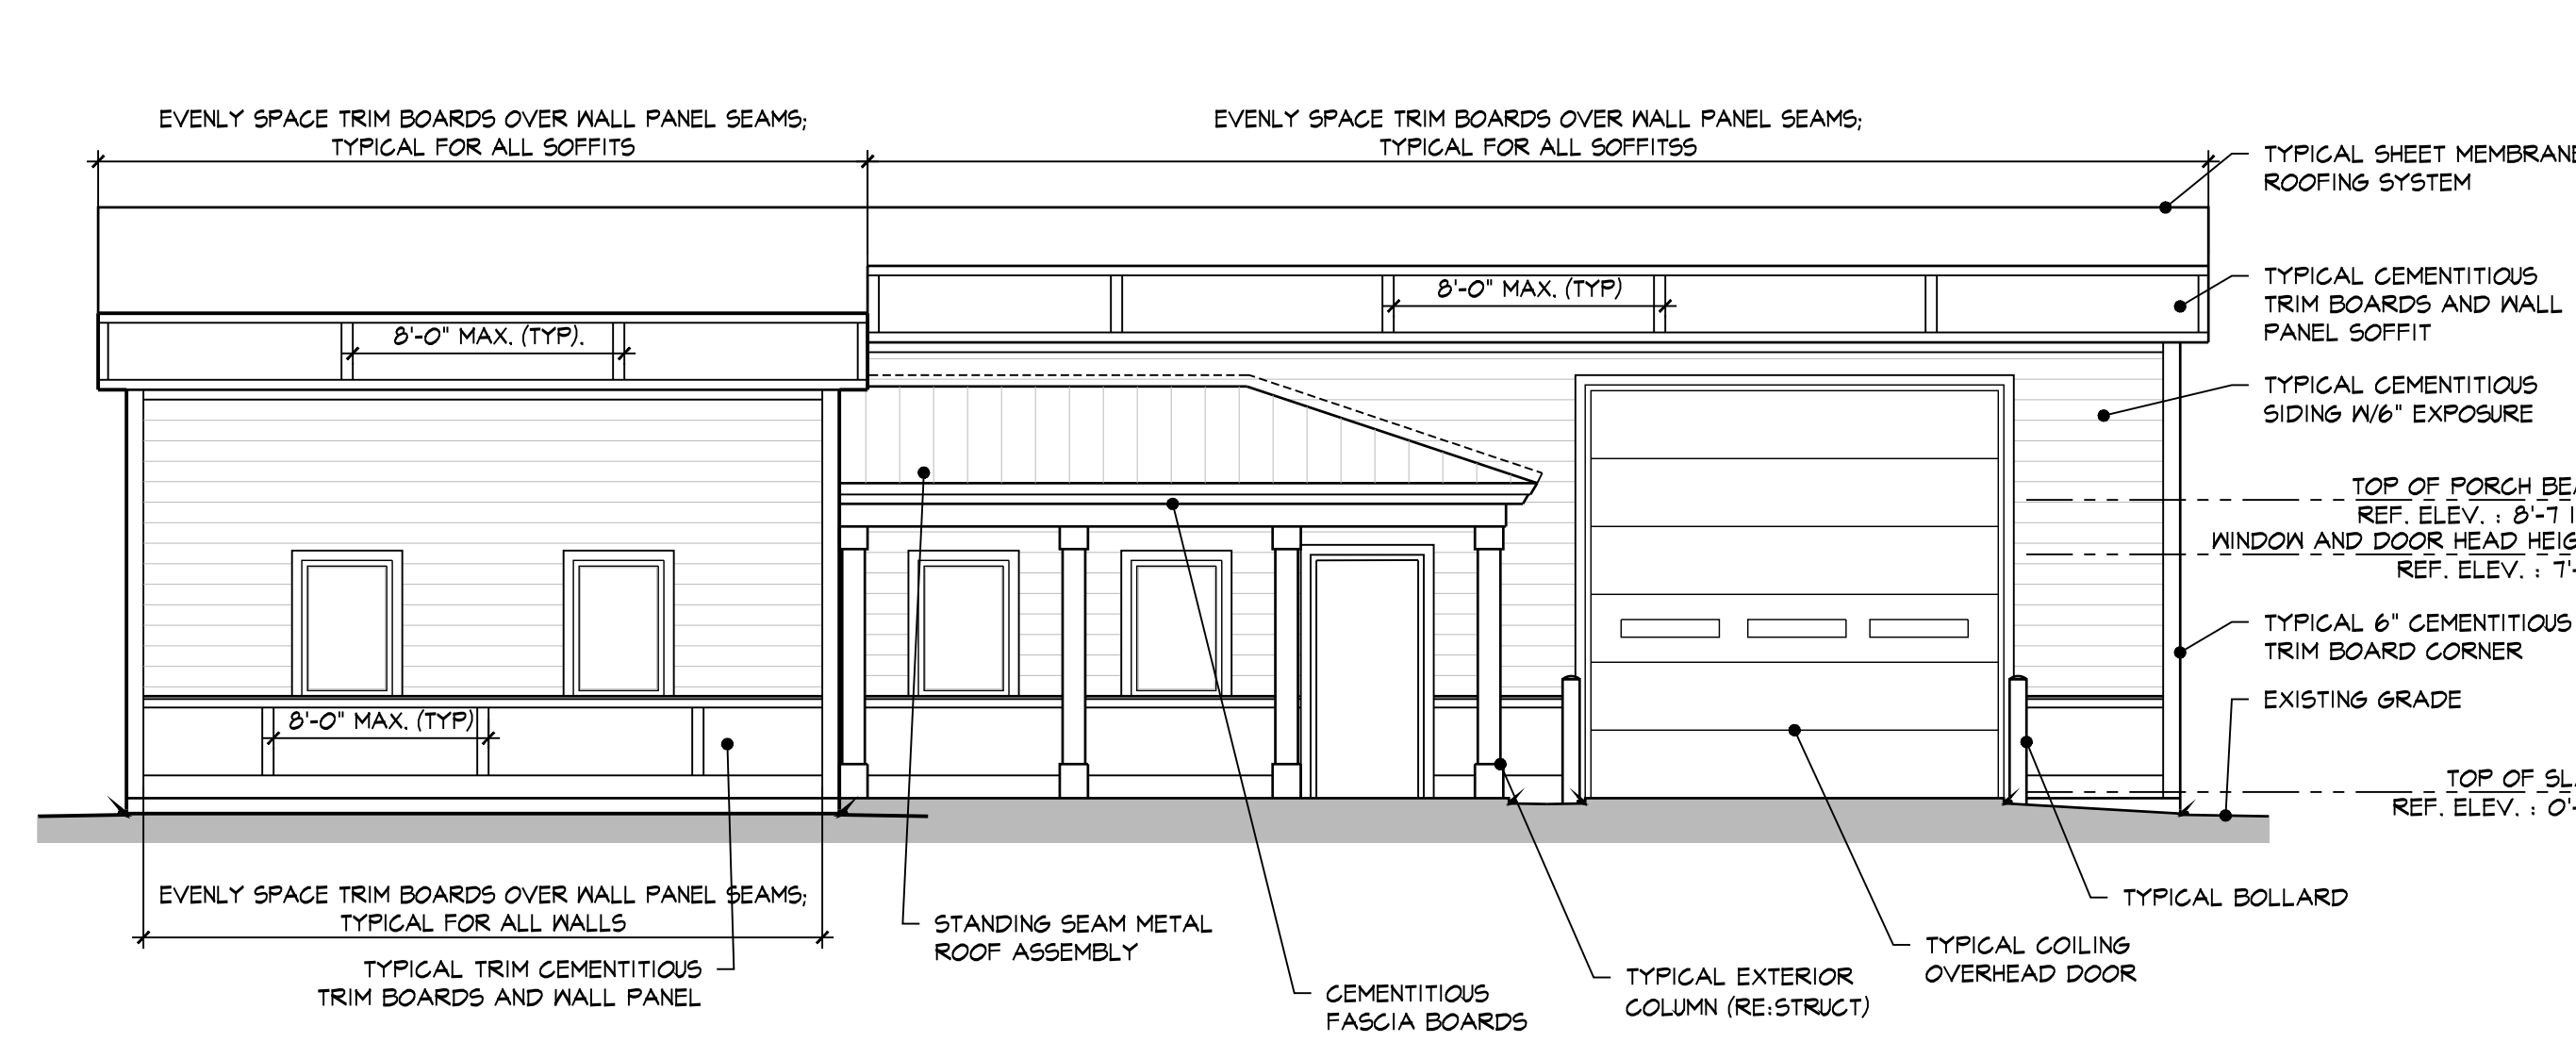 EVENLY SPACE TRIM BOARDS OVER WALL PANEL SEAMS;
TYPICAL FOR ALL SOFFITS
EVENLY SPACE TRIM BOARDS OVER WALL PANEL SEAMS;
TYPICAL FOR ALL SOFFITSS
TYPICAL SHEET MEMBRANE
ROOFING SYSTEM
8'-0" MAX. (TYP).
8'-0" MAX. (TYP)
TYPICAL CEMENTITIOUS
TRIM BOARDS AND WALL
PANEL SOFFIT
TYPICAL CEMENTITIOUS
SIDING W/6" EXPOSURE
TOP OF PORCH
REF. ELEV. : 8'-7
WINDOW AND DOOR HEAD
REF. ELEV. :
TYPICAL 6" CEMENTITIOUS
TRIM BOARD CORNER
EXISTING GRADE
8'-0" MAX. (TYP)
TOP OF
REF. ELEV. :
EVENLY SPACE TRIM BOARDS OVER WALL PANEL SEAMS;
TYPICAL FOR ALL WALLS
TYPICAL TRIM CEMENTITIOUS
TRIM BOARDS AND WALL PANEL
STANDING SEAM METAL
ROOF ASSEMBLY
CEMENTITIOUS
FASCIA BOARDS
TYPICAL EXTERIOR
COLUMN (RE:STRUCT)
TYPICAL COILING
OVERHEAD DOOR
TYPICAL BOLLARD